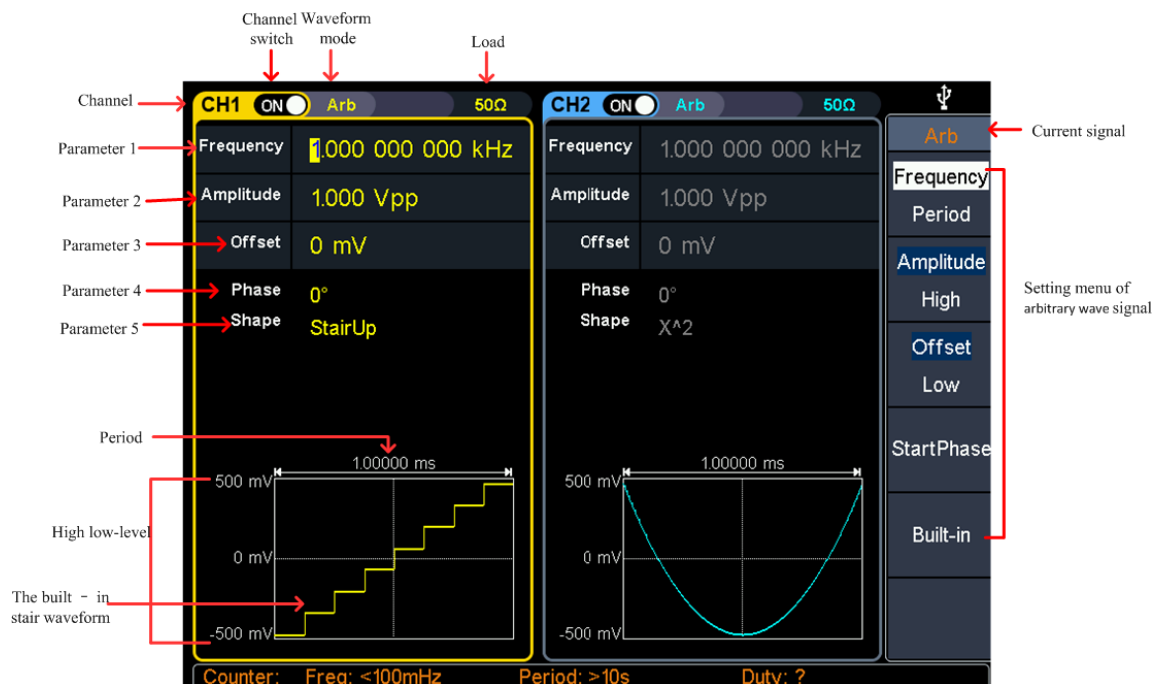 Channel Waveform
switch mode
Load
Channel
CH1 ON Arb 50Ω
CH2 ON Arb 50Ω
Arb
Current signal
Parameter 1
Frequency 1.000 000 000 kHz
Frequency 1.000 000 000 kHz
Frequency
Period
Parameter 2
Amplitude 1.000 Vpp
Amplitude 1.000 Vpp
Parameter 3
Offset 0 mV
Offset 0 mV
Amplitude
High
Parameter 4
Phase 0°
Phase 0°
Setting menu of
arbitrary wave signal
Parameter 5
Shape StairUp
Shape X^2
Offset
Low
Period
1.00000 ms
1.00000 ms
StartPhase
500 mV
500 mV
High low-level
0 mV
0 mV
Built-in
The built - in
stair waveform
-500 mV
-500 mV
Counter: Freq: <100mHz Period: >10s Duty: ?